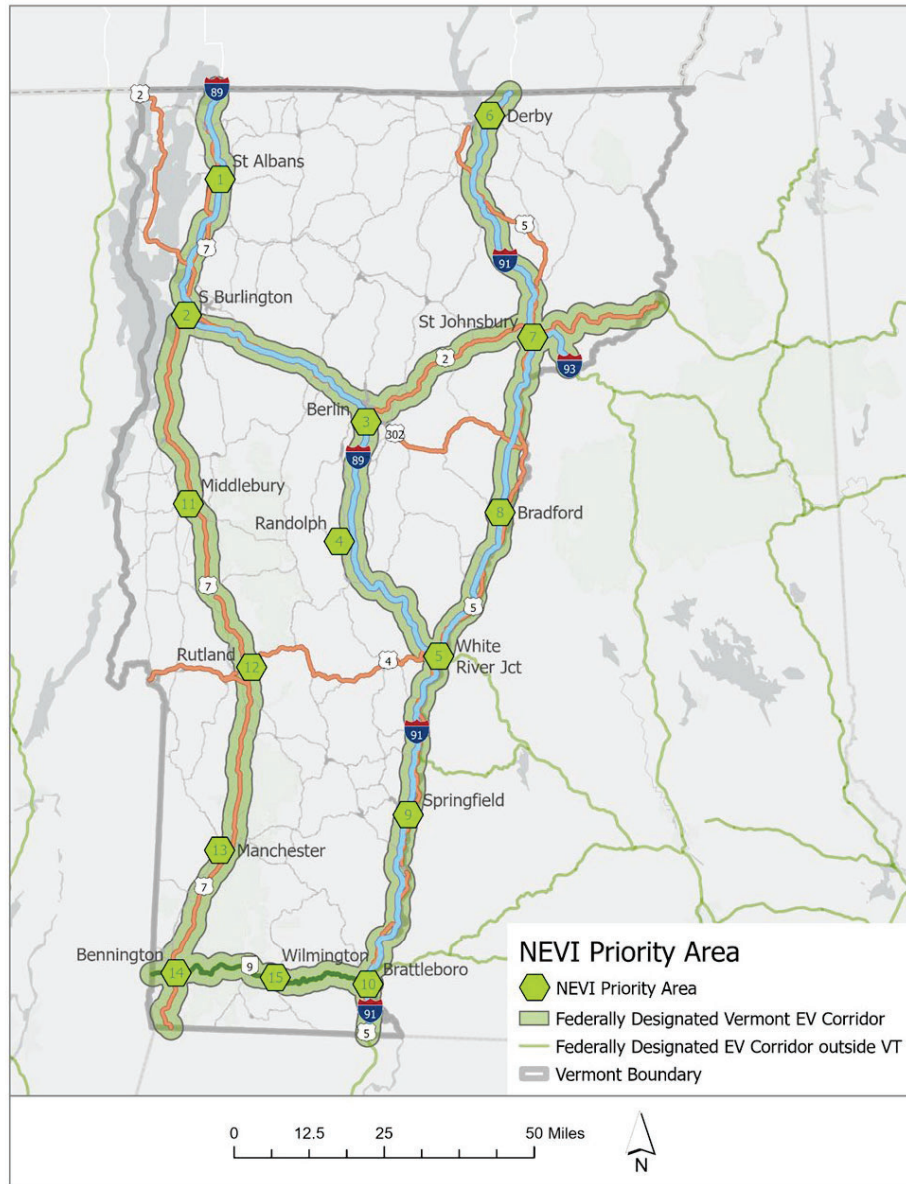 2
89
6
Derby
St Albans
1
5
7
91
S Burlington
2
St Johnsbury
7
2
93
Berlin
3
302
89
Middlebury
11
Randolph
4
8
Bradford
7
5
Rutland
12
4
5
White
River Jct
91
Springfield
9
13
Manchester
7
Bennington
14
9
Wilmington
15
Brattleboro
10
91
5
NEVI Priority Area
NEVI Priority Area
Federally Designated Vermont EV Corridor
Federally Designated EV Corridor outside VT
Vermont Boundary
0 12.5 25 50 Miles
N